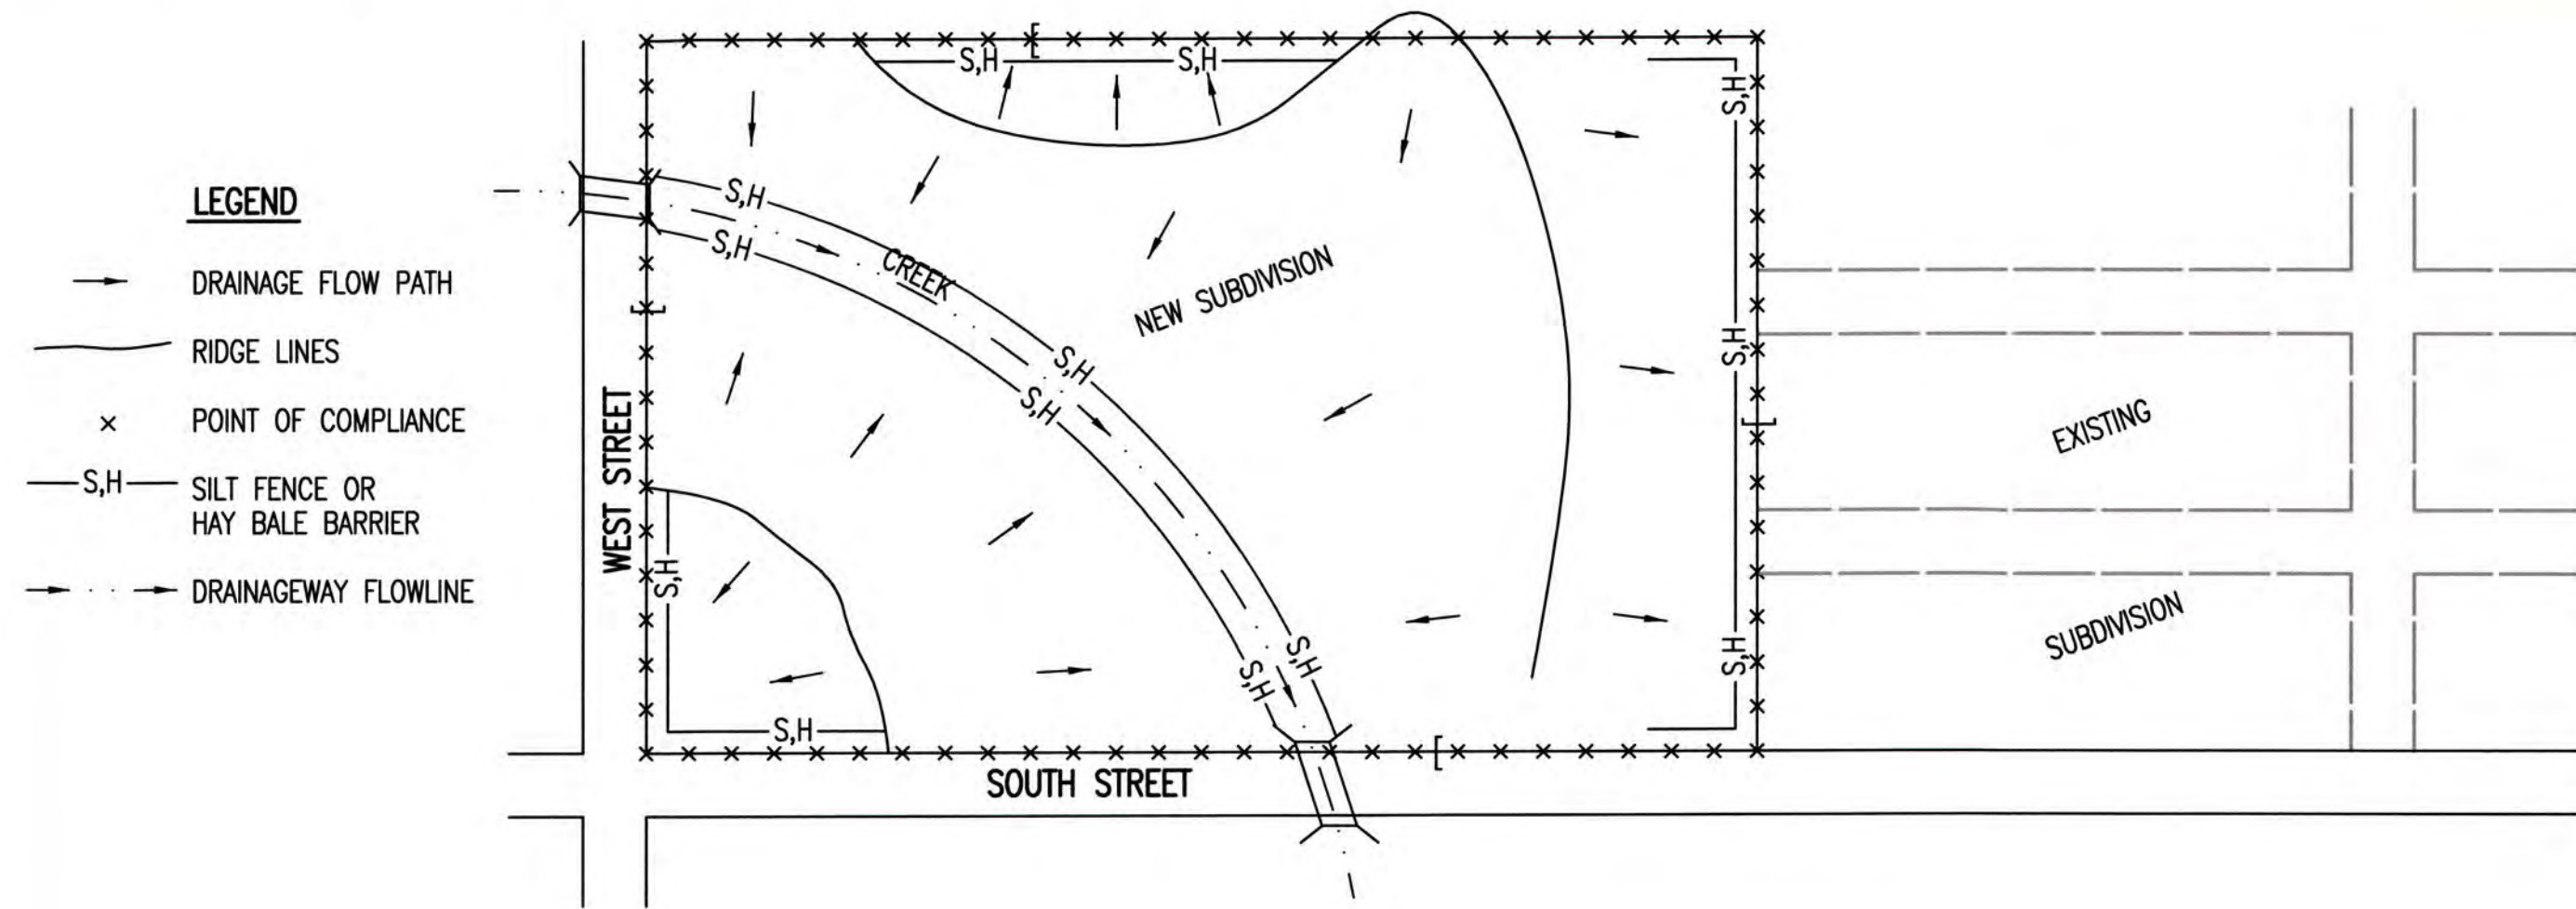 LEGEND
DRAINAGE FLOW PATH
RIDGE LINES
× POINT OF COMPLIANCE
S,H SILT FENCE OR
HAY BALE BARRIER
DRAINAGEWAY FLOWLINE
S,H
S,H
S,H
S,H
S,H
CREEK
NEW SUBDIVISION
S,H
S,H
S,H
WEST STREET
EXISTING
S,H
SUBDIVISION
S,H
S,H
S,H
S,H
SOUTH STREET